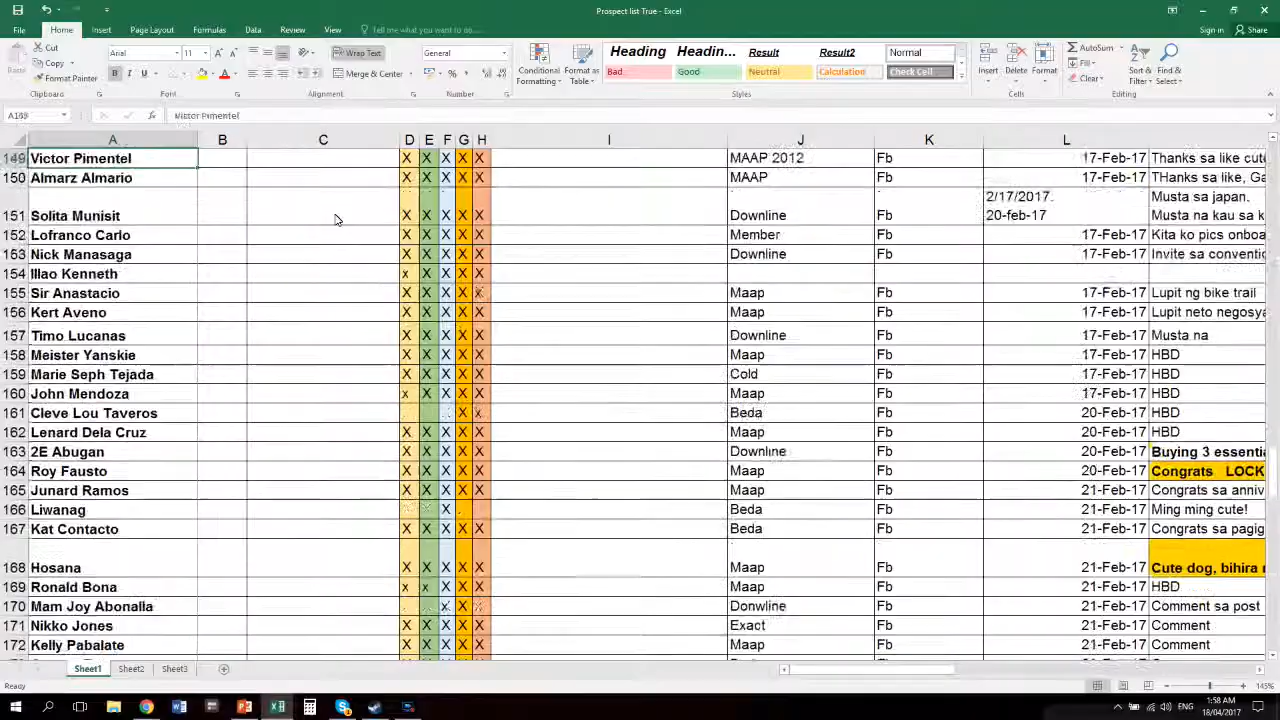 Prospect list True - Excel
Sign in Share
File Home Insert Page Layout Formulas Data Review View Tell me what you want to do...
Cut Copy Format Painter Paste Clipboard
Arial 11 Font
Wrap Text Merge & Center Alignment
General Number
Conditional Formatting Format as Table
Heading Headin... Result Result2 Normal
Bad Good Neutral Calculation Check Cell
Styles
Insert Delete Format Cells
AutoSum Fill Clear Sort & Filter Find & Select Editing
Victor Pimentel
A B C D E F G H I J K L
149 Victor Pimentel X X X X X MAAP 2012 Fb 17-Feb-17 Thanks sa like cute
150 Almarz Almario X X X X X MAAP Fb 17-Feb-17 Thanks sa like, Ga
2/17/2017. Musta sa japan.
151 Solita Munisit X X X X X Downline Fb 20-feb-17 Musta na kau sa k
152 Lofranco Carlo X X X X X Member Fb 17-Feb-17 Kita ko pics onboa
153 Nick Manasaga X X X X X Downline Fb 17-Feb-17 Invite sa conventio
154 Illao Kenneth x X X X X
155 Sir Anastacio X X X X x Maap Fb 17-Feb-17 Lupit ng bike trail
156 Kert Aveno X X X X X Maap Fb 17-Feb-17 Lupit neto negosya
157 Timo Lucanas X X X X X Downline Fb 17-Feb-17 Musta na
158 Meister Yanskie X X X X X Maap Fb 17-Feb-17 HBD
159 Marie Seph Tejada X X X X X Cold Fb 17-Feb-17 HBD
160 John Mendoza x X X X X Maap Fb 17-Feb-17 HBD
161 Cleve Lou Taveros X x Beda Fb 20-Feb-17 HBD
162 Lenard Dela Cruz X X X X X Maap Fb 20-Feb-17 HBD
163 2E Abugan X X X X X Downline Fb 20-Feb-17 Buying 3 essentia
164 Roy Fausto X X X X X Maap Fb 20-Feb-17 Congrats LOCK
165 Junard Ramos X X X X X Maap Fb 21-Feb-17 Congrats sa anniv
166 Liwanag X Beda Fb 21-Feb-17 Ming ming cute!
167 Kat Contacto X X X X X Beda Fb 21-Feb-17 Congrats sa pagig
168 Hosana X X X X X Maap Fb 21-Feb-17 Cute dog, bihira
169 Ronald Bona x x X X X Maap Fb 21-Feb-17 HBD
170 Mam Joy Abonalla x X x Donwline Fb 21-Feb-17 Comment sa post
171 Nikko Jones X X X X X Exact Fb 21-Feb-17 Comment
172 Kelly Pabalate X X X X X Maap Fb 21-Feb-17 Comment
Sheet1 Sheet2 Sheet3
Ready 145%
ENG 1:58 AM
18/04/2017